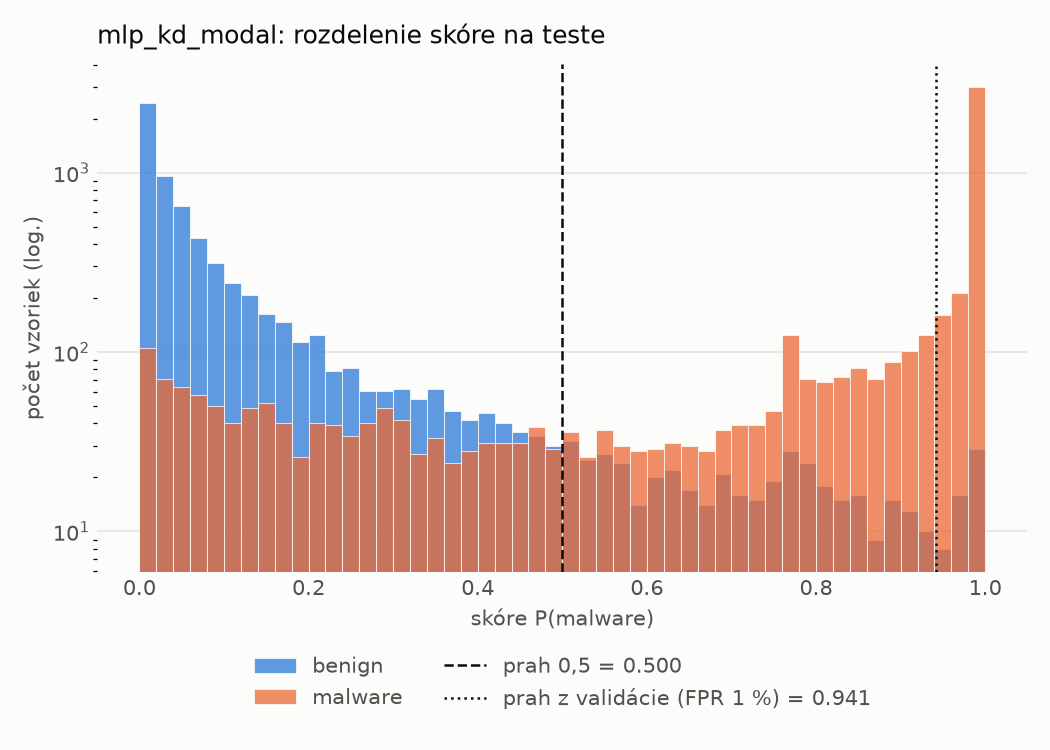 mlp_kd_modal: rozdelenie skóre na teste
počet vzoriek (log.)
10³
10²
10¹
0.0 0.2 0.4 0.6 0.8 1.0
skóre P(malware)
benign
malware
prah 0,5 = 0.500
prah z validácie (FPR 1 %) = 0.941